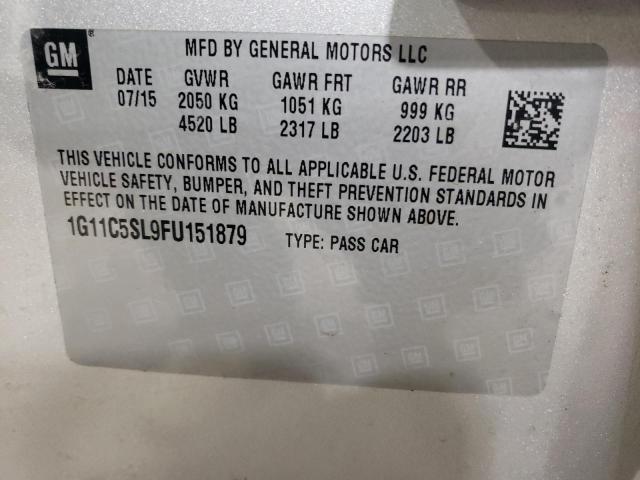 GM
MFD BY GENERAL MOTORS LLC
DATE GVWR GAWR FRT GAWR RR
07/15 2050 KG 1051 KG 999 KG
4520 LB 2317 LB 2203 LB
THIS VEHICLE CONFORMS TO ALL APPLICABLE U.S. FEDERAL MOTOR
VEHICLE SAFETY, BUMPER, AND THEFT PREVENTION STANDARDS IN
EFFECT ON THE DATE OF MANUFACTURE SHOWN ABOVE.
1G11C5SL9FU151879 TYPE: PASS CAR